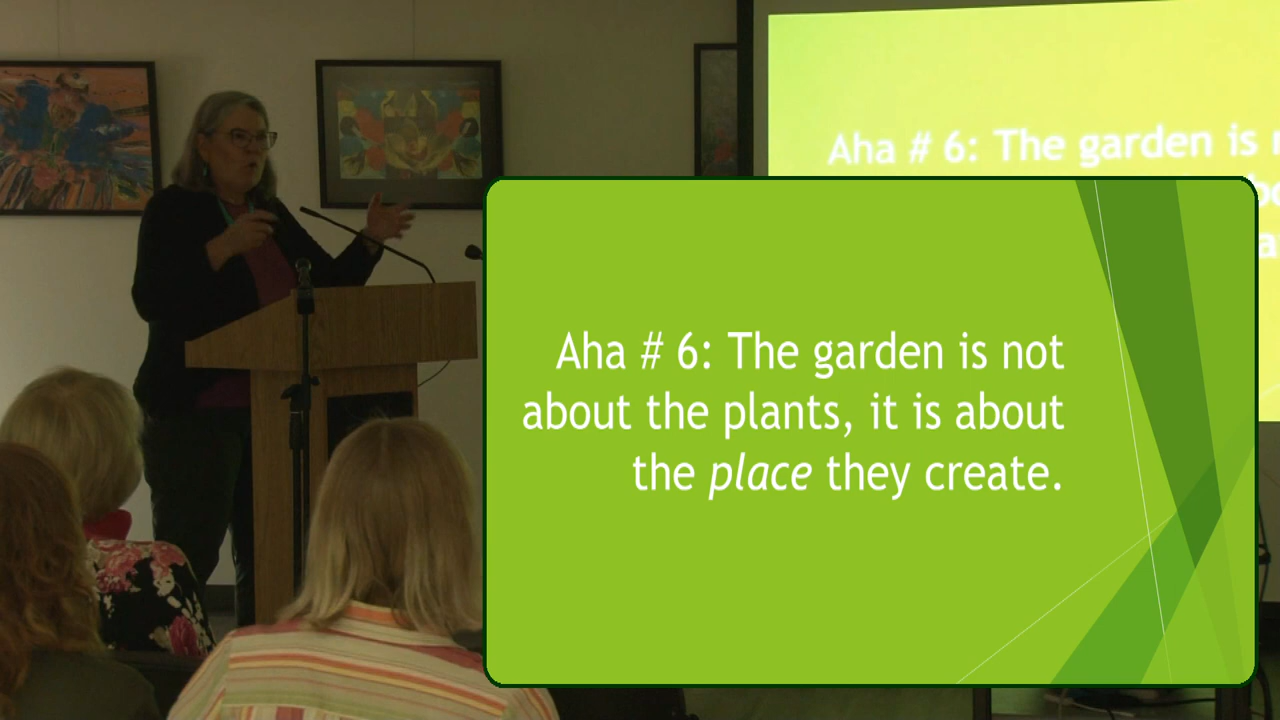 Aha # 6: The garden is
Aha # 6: The garden is not
about the plants, it is about
the place they create.